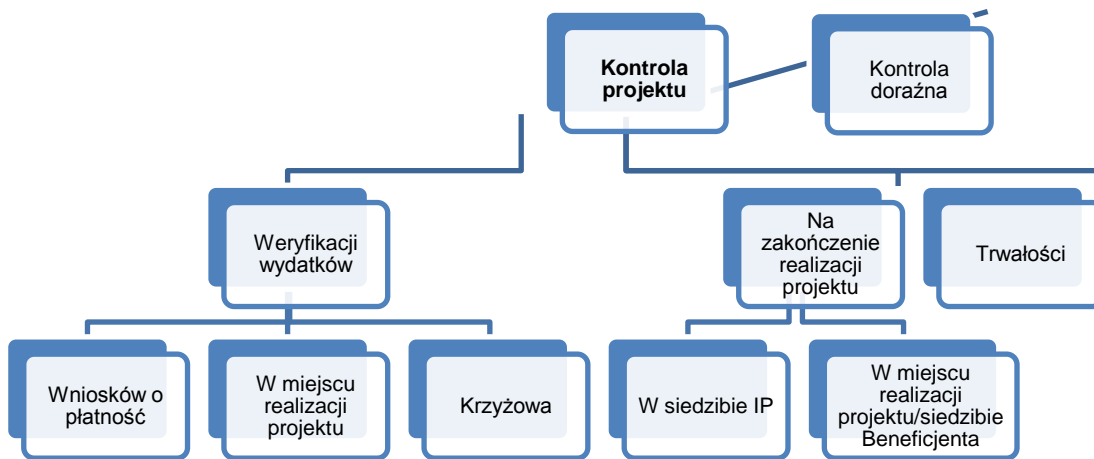 Kontrola
projektu
Kontrola
doraźna
Weryfikacji
wydatków
Na
zakończenie
realizacji
projektu
Trwałości
Wniosków o
płatność
W miejscu
realizacji
projektu
Krzyżowa
W siedzibie IP
W miejscu
realizacji
projektu/siedzibie
Beneficjenta